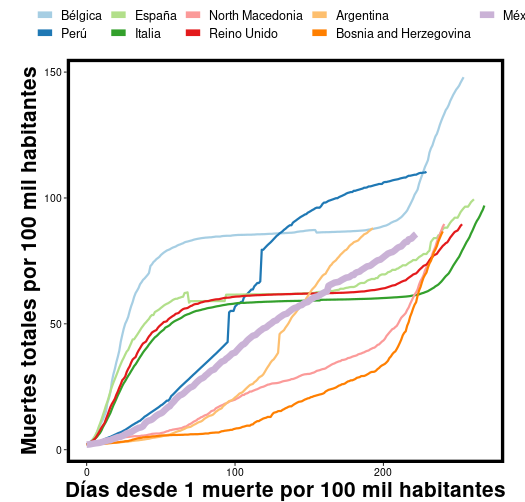 Bélgica España North Macedonia Argentina
Perú Italia Reino Unido Bosnia and Herzegovina
Muertes totales por 100 mil habitantes
150
100
50
0
0 100 200
Días desde 1 muerte por 100 mil habitantes